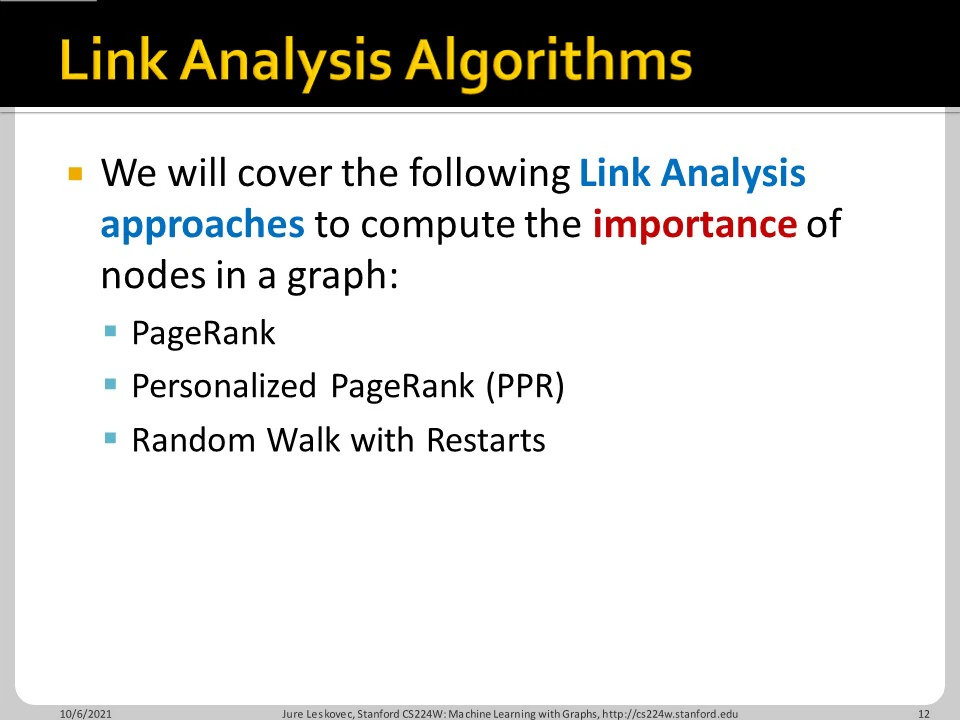 Link Analysis Algorithms
We will cover the following Link Analysis
approaches to compute the importance of
nodes in a graph:
PageRank
Personalized PageRank (PPR)
Random Walk with Restarts
10/6/2021 Jure Leskovec, Stanford CS224W: Machine Learning with Graphs, http://cs224w.stanford.edu 12